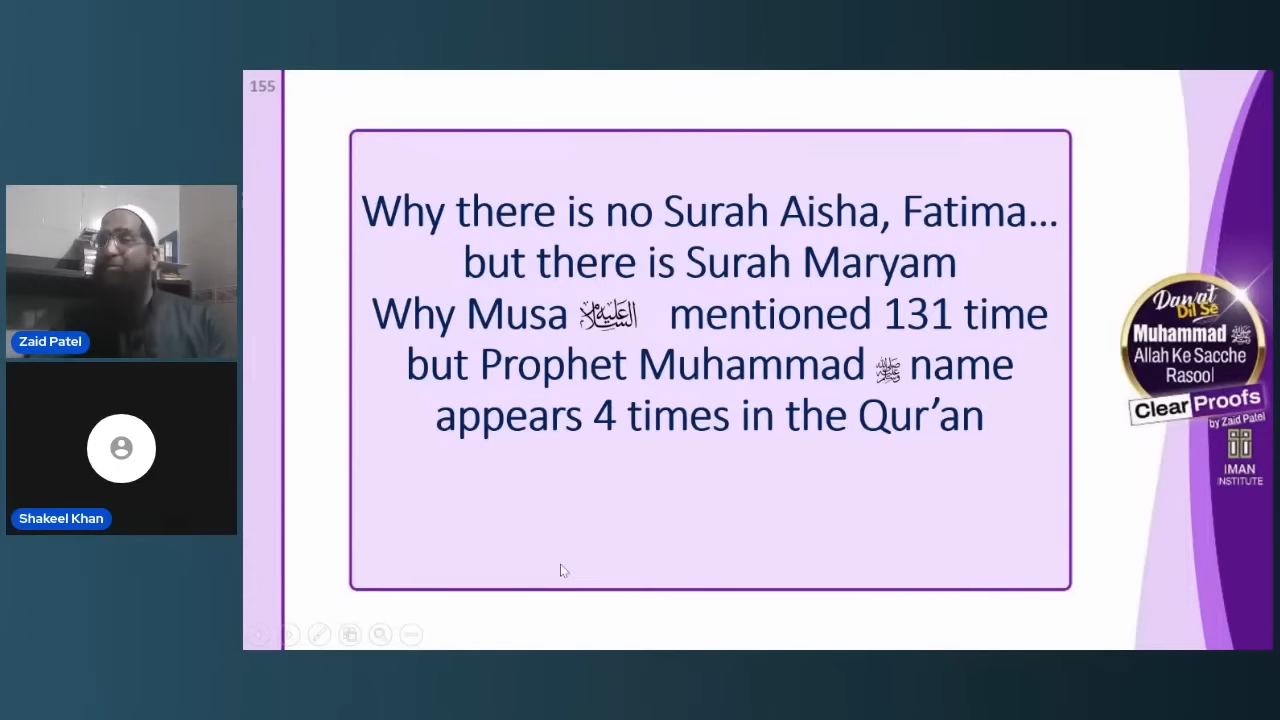 155
Why there is no Surah Aisha, Fatima...
but there is Surah Maryam
Why Musa عليه السلام mentioned 131 time
but Prophet Muhammad ﷺ name
appears 4 times in the Qur’an
Zaid Patel
Shakeel Khan
Dawat
Dil Se
Muhammad ﷺ
Allah Ke Sacche
Rasool
Clear Proofs
by Zaid Patel
IMAN
INSTITUTE